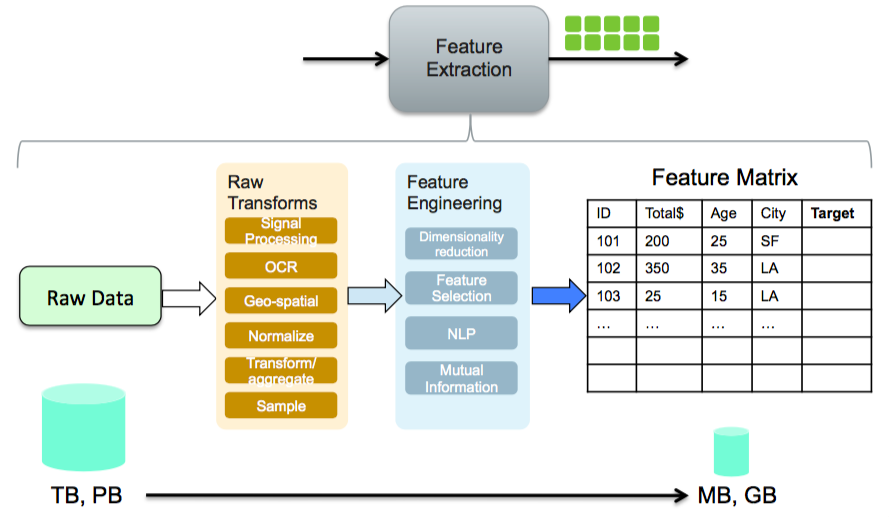 Feature
Extraction
Raw Data
Raw
Transforms
Signal
Processing
OCR
Geo-spatial
Normalize
Transform/
aggregate
Sample
Feature
Engineering
Dimensionality
reduction
Feature
Selection
NLP
Mutual
Information
Feature Matrix
ID Total$ Age City Target
101 200 25 SF
102 350 35 LA
103 25 15 LA
... ... ... ...
TB, PB
MB, GB